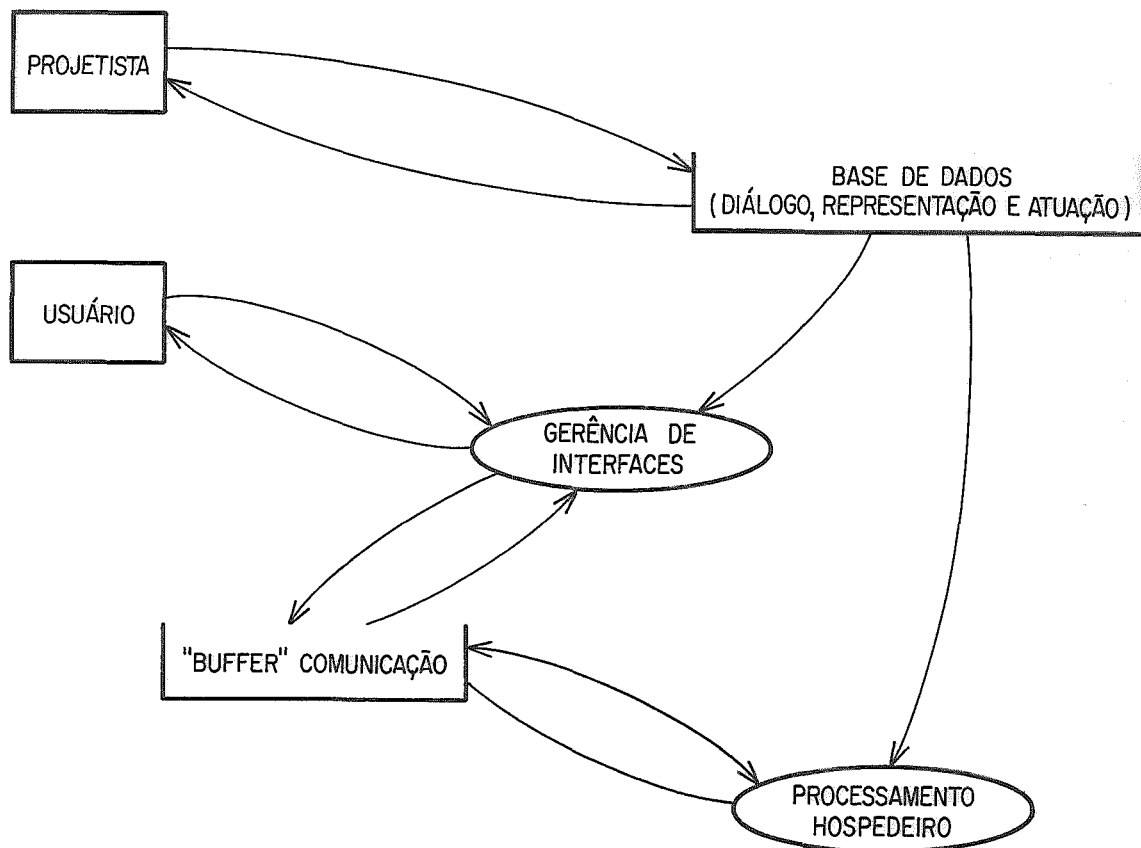 PROJETISTA
BASE DE DADOS
(DIÁLOGO, REPRESENTAÇÃO E ATUAÇÃO)
USUÁRIO
GERÊNCIA DE
INTERFACES
"BUFFER" COMUNICAÇÃO
PROCESSAMENTO
HOSPEDEIRO